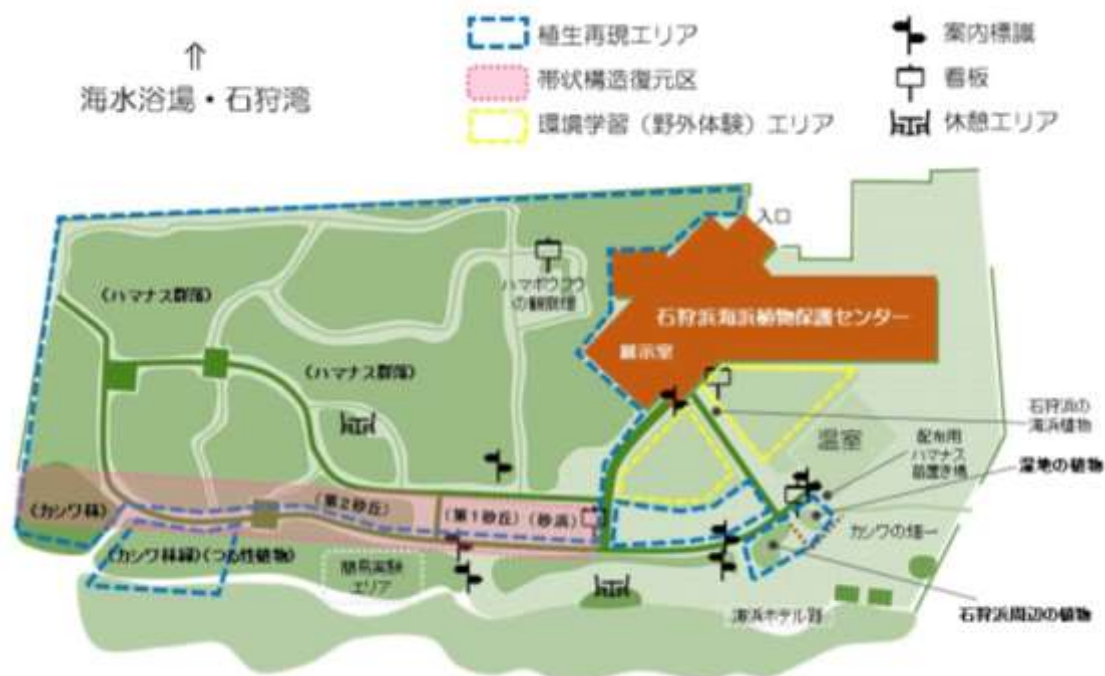 ⇑
海水浴場・石狩湾
植生再現エリア
帯状構造復元区
環境学習（野外体験）エリア
案内標識
看板
休憩エリア
入口
《ハマナス群落》
ハマボウフウ
の観察畑
石狩浜海浜植物保護センター
展示室
《ハマナス群落》
石狩浜の
海浜植物
温室
配布用
ハマナス
苗置き場
湿地の植物
《カシワ林》
（第2砂丘）
（第1砂丘）（砂浜）
カシワの畑
《カシワ林縁》（つる性植物）
簡易実験
エリア
海浜ホテル跡
石狩浜周辺の植物